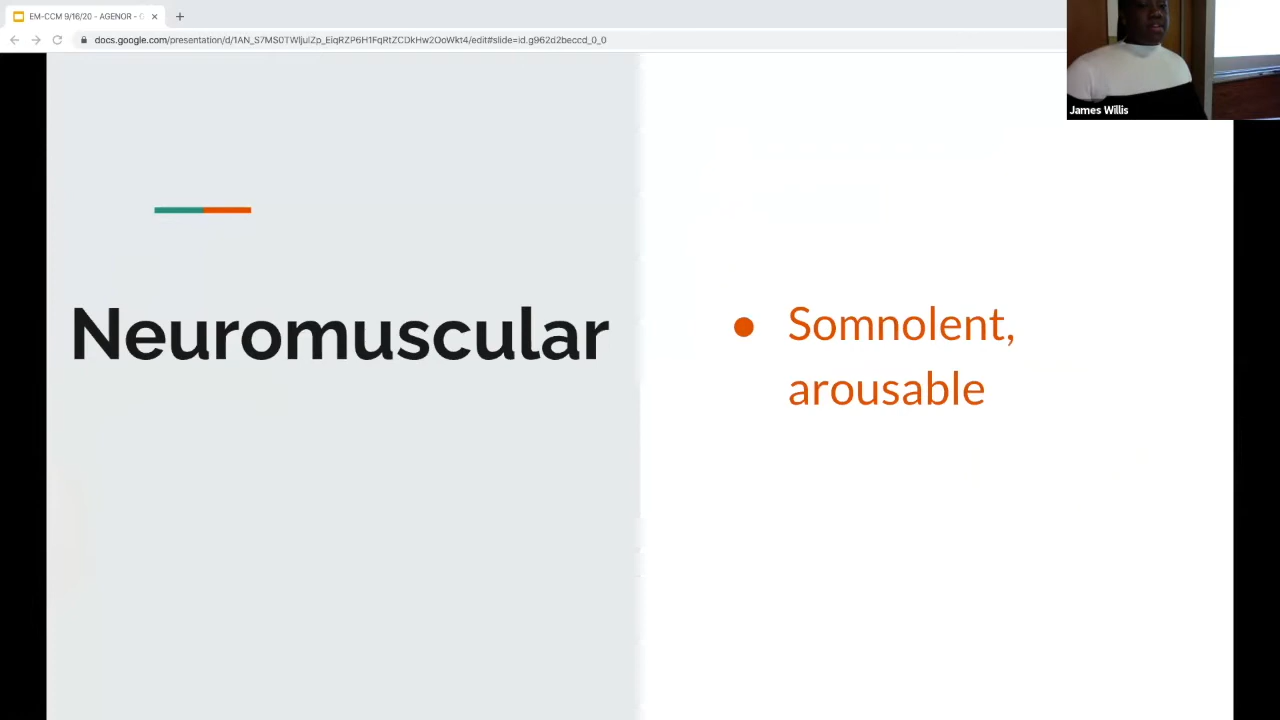 EM-CCM 9/16/20 - AGENOR - G
docs.google.com/presentation/d/1AN_S7MS0TWljuIZp_EiqRZP6H1FqRtZCDkHw2OoWkt4/edit#slide=id.g962d2beccd_0_0
James Willis
Neuromuscular
● Somnolent,
arousable